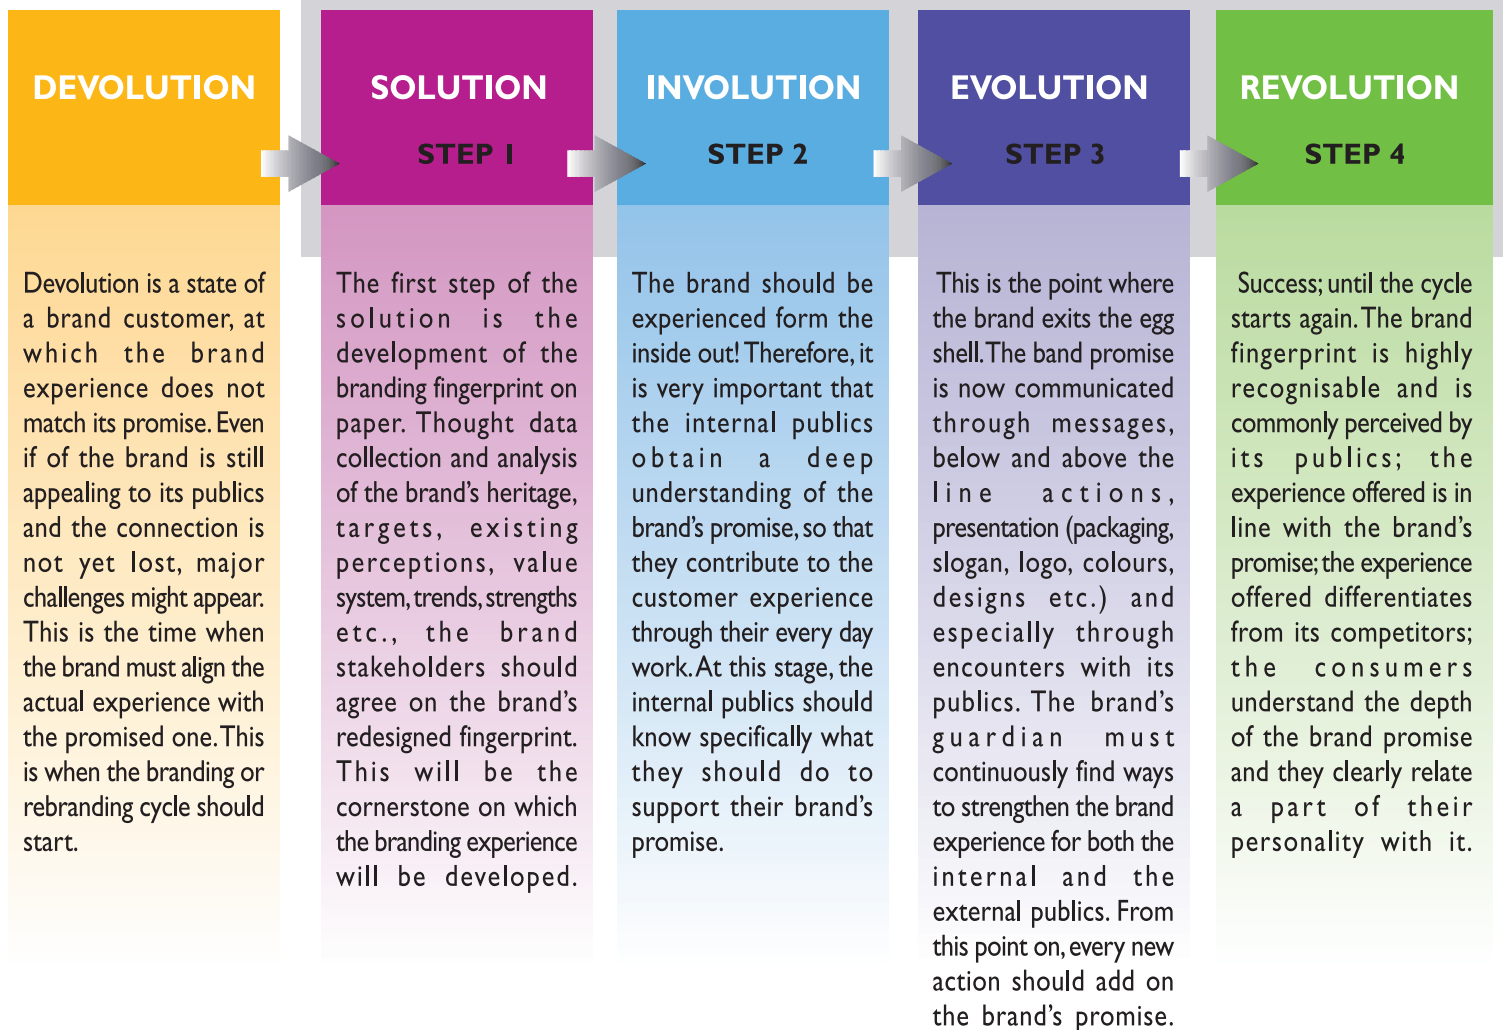 DEVOLUTION
Devolution is a state of
a brand customer, at
which the brand
experience does not
match its promise. Even
if of the brand is still
appealing to its publics
and the connection is
not yet lost, major
challenges might appear.
This is the time when
the brand must align the
actual experience with
the promised one. This
is when the branding or
rebranding cycle should
start.
SOLUTION
STEP 1
The first step of the
solution is the
development of the
branding fingerprint on
paper. Thought data
collection and analysis
of the brand's heritage,
targets, existing
perceptions, value
system, trends, strengths
etc., the brand
stakeholders should
agree on the brand's
redesigned fingerprint.
This will be the
cornerstone on which
the branding experience
will be developed.
INVOLUTION
STEP 2
The brand should be
experienced form the
inside out! Therefore, it
is very important that
the internal publics
obtain a deep
understanding of the
brand's promise, so that
they contribute to the
customer experience
through their every day
work. At this stage, the
internal publics should
know specifically what
they should do to
support their brand's
promise.
EVOLUTION
STEP 3
This is the point where
the brand exits the egg
shell. The band promise
is now communicated
through messages,
below and above the
line actions,
presentation (packaging,
slogan, logo, colours,
designs etc.) and
especially through
encounters with its
publics. The brand's
guardian must
continuously find ways
to strengthen the brand
experience for both the
internal and the
external publics. From
this point on, every new
action should add on
the brand's promise.
REVOLUTION
STEP 4
Success; until the cycle
starts again. The brand
fingerprint is highly
recognisable and is
commonly perceived by
its publics; the
experience offered is in
line with the brand's
promise; the experience
offered differentiates
from its competitors;
the consumers
understand the depth
of the brand promise
and they clearly relate
a part of their
personality with it.